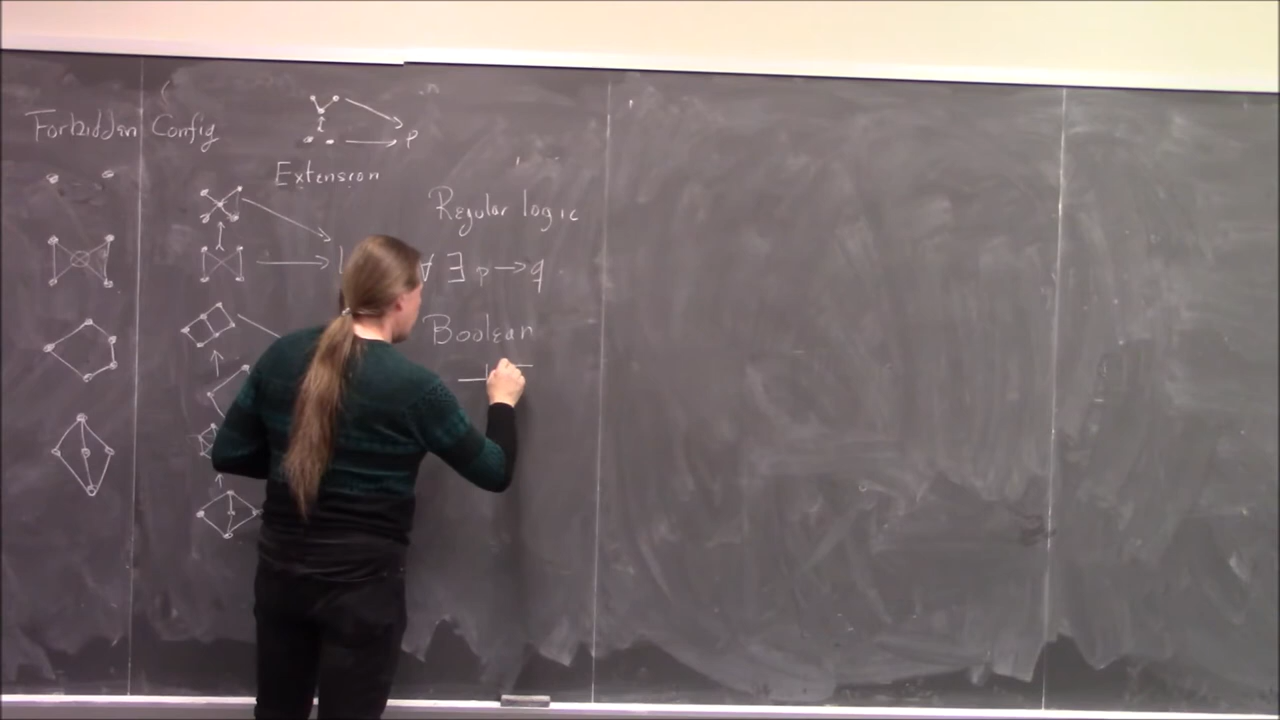 Forbidden Config
P
Extension
Regular logic
∀ ∃ p → q
Boolean